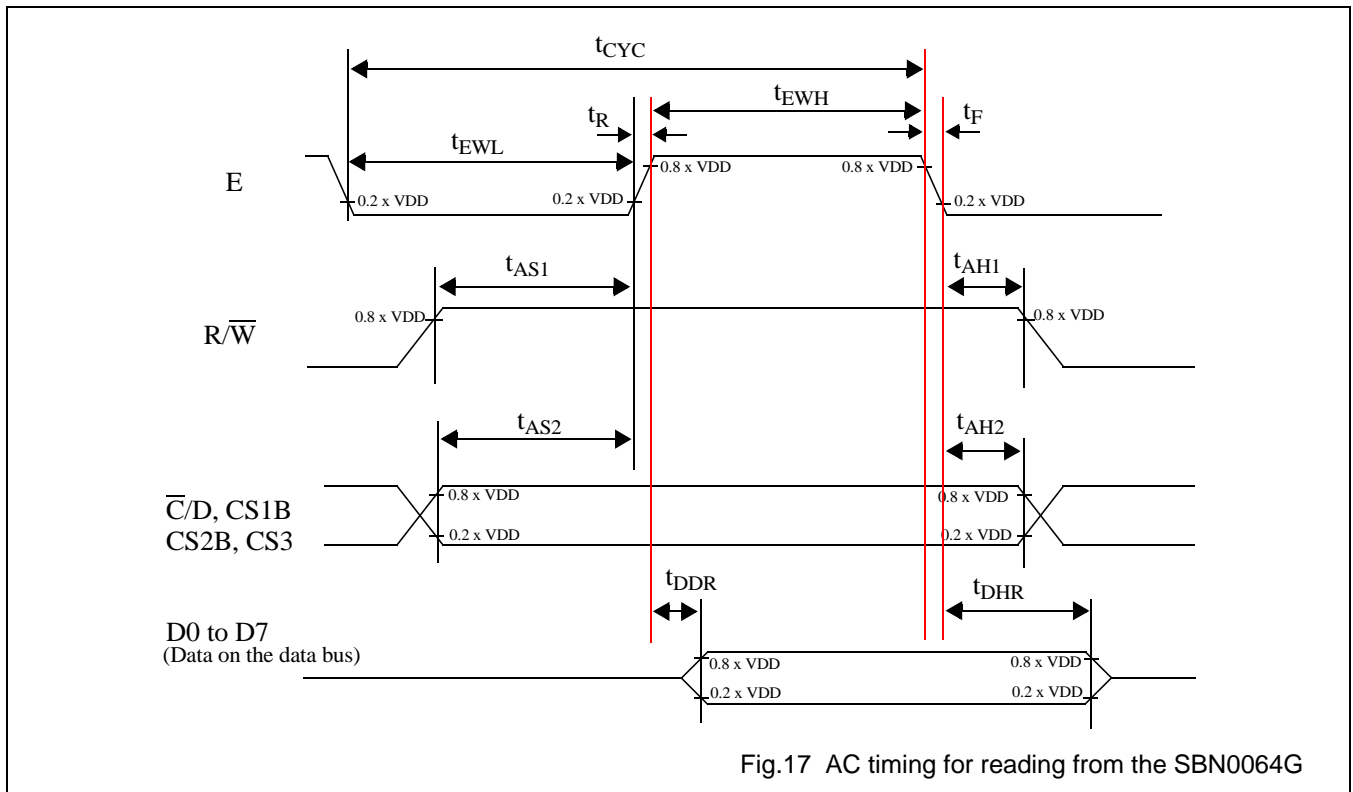 tCYC
tEWH
tR
tF
tEWL
E
0.8 x VDD
0.8 x VDD
0.2 x VDD
0.2 x VDD
0.2 x VDD
tAS1
tAH1
R/W̅
0.8 x VDD
0.8 x VDD
tAS2
tAH2
C̅/D, CS1B
CS2B, CS3
0.8 x VDD
0.8 x VDD
0.2 x VDD
0.2 x VDD
tDDR
tDHR
D0 to D7
(Data on the data bus)
0.8 x VDD
0.8 x VDD
0.2 x VDD
0.2 x VDD
Fig.17 AC timing for reading from the SBN0064G